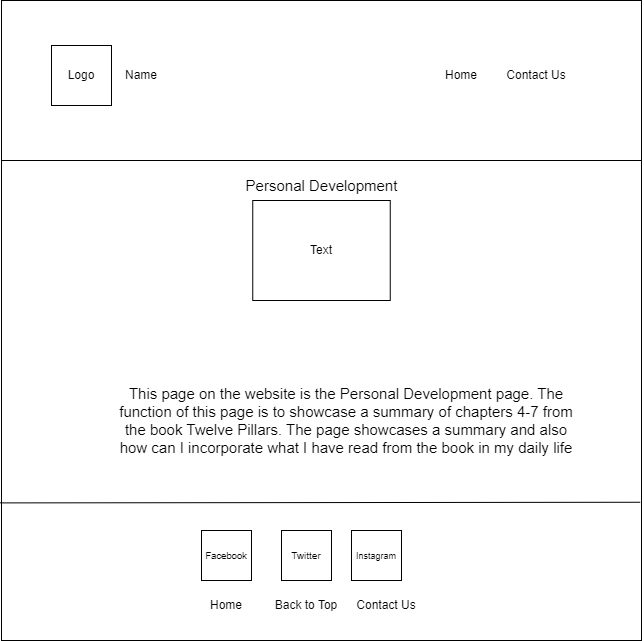 Logo Name Home Contact Us
Personal Development
Text
This page on the website is the Personal Development page. The
function of this page is to showcase a summary of chapters 4-7 from
the book Twelve Pillars. The page showcases a summary and also
how can I incorporate what I have read from the book in my daily life
Facebook Twitter Instagram
Home Back to Top Contact Us